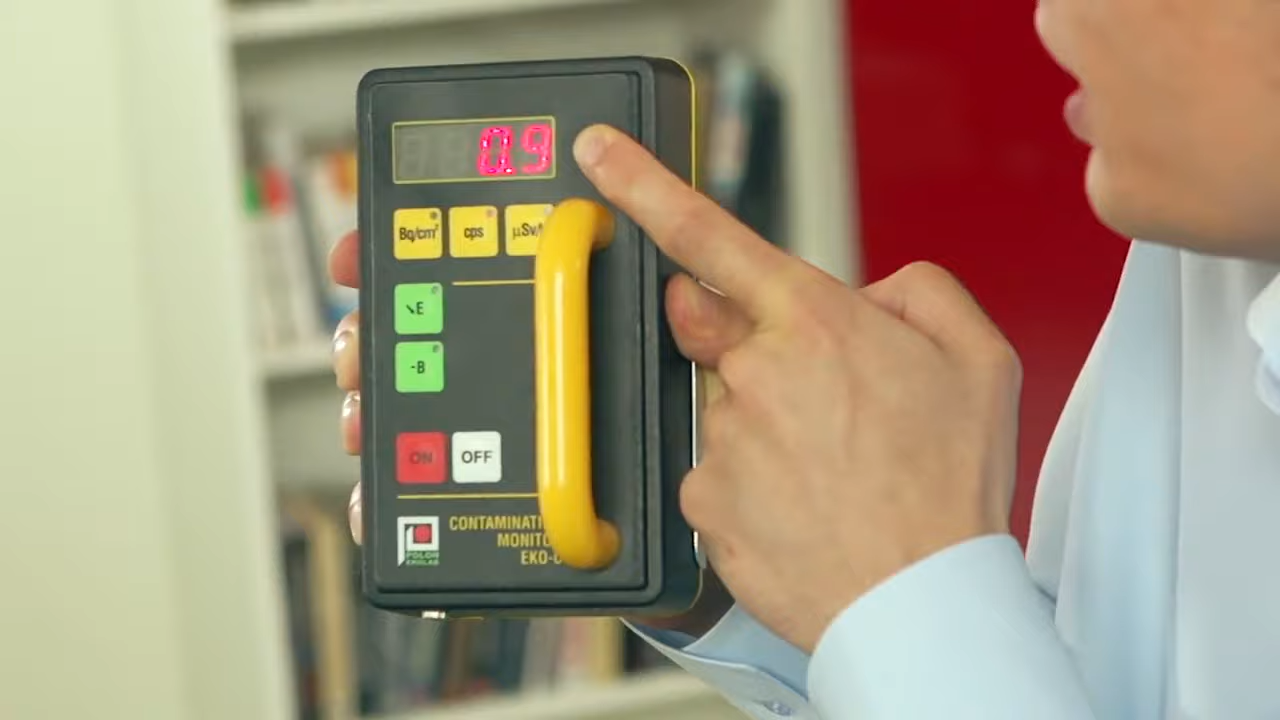 0.9
Bq/cm² cps μSv/
↘E
-B
ON OFF
POLON
EKOLAB
CONTAMINATI
MONITO
EKO-C